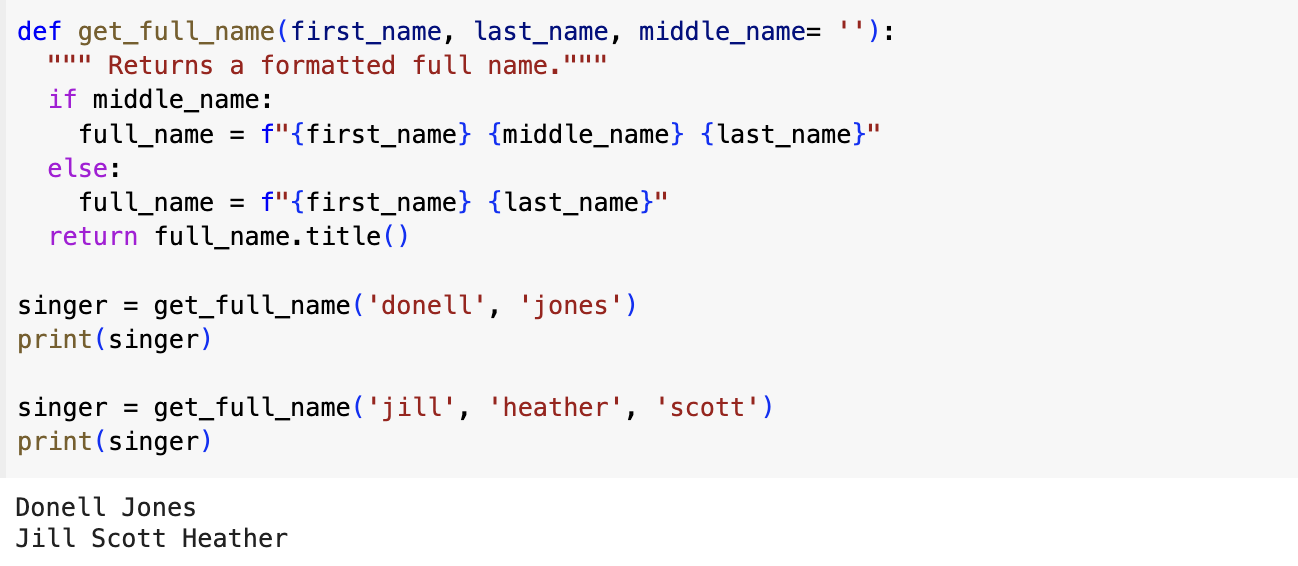 def get_full_name(first_name, last_name, middle_name= ''):
  """ Returns a formatted full name."""
  if middle_name:
    full_name = f"{first_name} {middle_name} {last_name}"
  else:
    full_name = f"{first_name} {last_name}"
  return full_name.title()

singer = get_full_name('donell', 'jones')
print(singer)

singer = get_full_name('jill', 'heather', 'scott')
print(singer)

Donell Jones
Jill Scott Heather